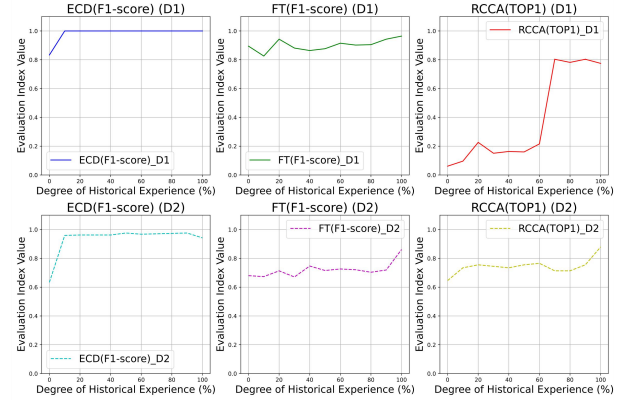 ECD(F1-score) (D1)
FT(F1-score) (D1)
RCCA(TOP1) (D1)
Evaluation Index Value
1.0
0.8
0.6
0.4
0.2
0.0
ECD(F1-score)_D1
0 20 40 60 80 100
Degree of Historical Experience (%)
Evaluation Index Value
1.0
0.8
0.6
0.4
0.2
0.0
FT(F1-score)_D1
0 20 40 60 80 100
Degree of Historical Experience (%)
Evaluation Index Value
1.0
0.8
0.6
0.4
0.2
0.0
RCCA(TOP1)_D1
0 20 40 60 80 100
Degree of Historical Experience (%)
ECD(F1-score) (D2)
FT(F1-score) (D2)
RCCA(TOP1) (D2)
Evaluation Index Value
1.0
0.8
0.6
0.4
0.2
0.0
ECD(F1-score)_D2
0 20 40 60 80 100
Degree of Historical Experience (%)
Evaluation Index Value
1.0
0.8
0.6
0.4
0.2
0.0
FT(F1-score)_D2
0 20 40 60 80 100
Degree of Historical Experience (%)
Evaluation Index Value
1.0
0.8
0.6
0.4
0.2
0.0
RCCA(TOP1)_D2
0 20 40 60 80 100
Degree of Historical Experience (%)